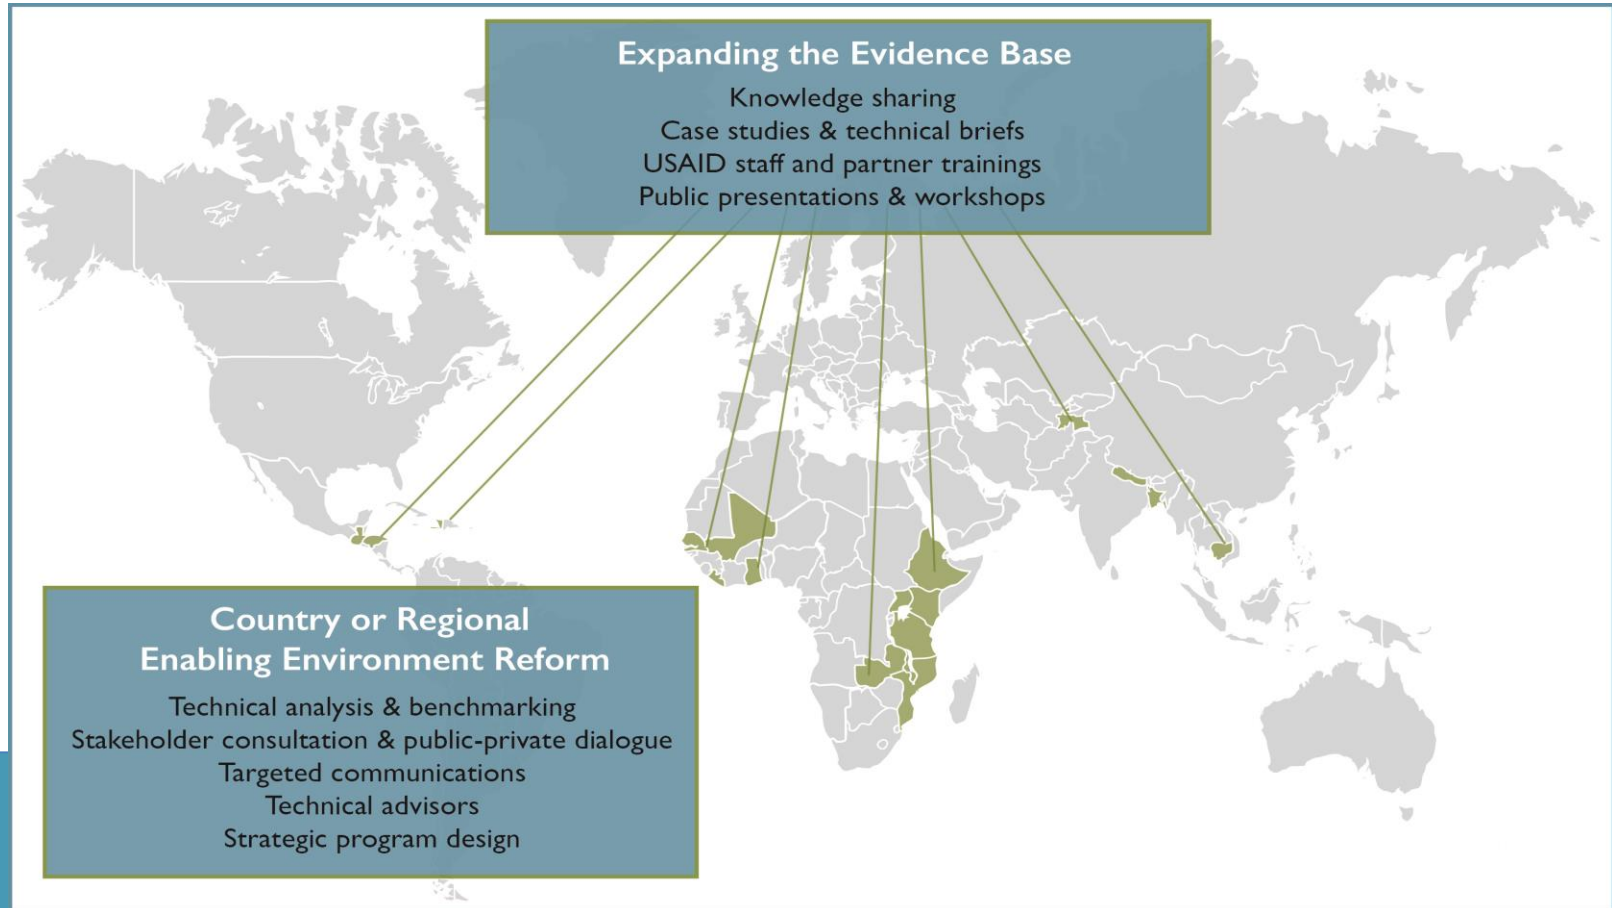 Expanding the Evidence Base
Knowledge sharing
Case studies & technical briefs
USAID staff and partner trainings
Public presentations & workshops
Country or Regional
Enabling Environment Reform
Technical analysis & benchmarking
Stakeholder consultation & public-private dialogue
Targeted communications
Technical advisors
Strategic program design